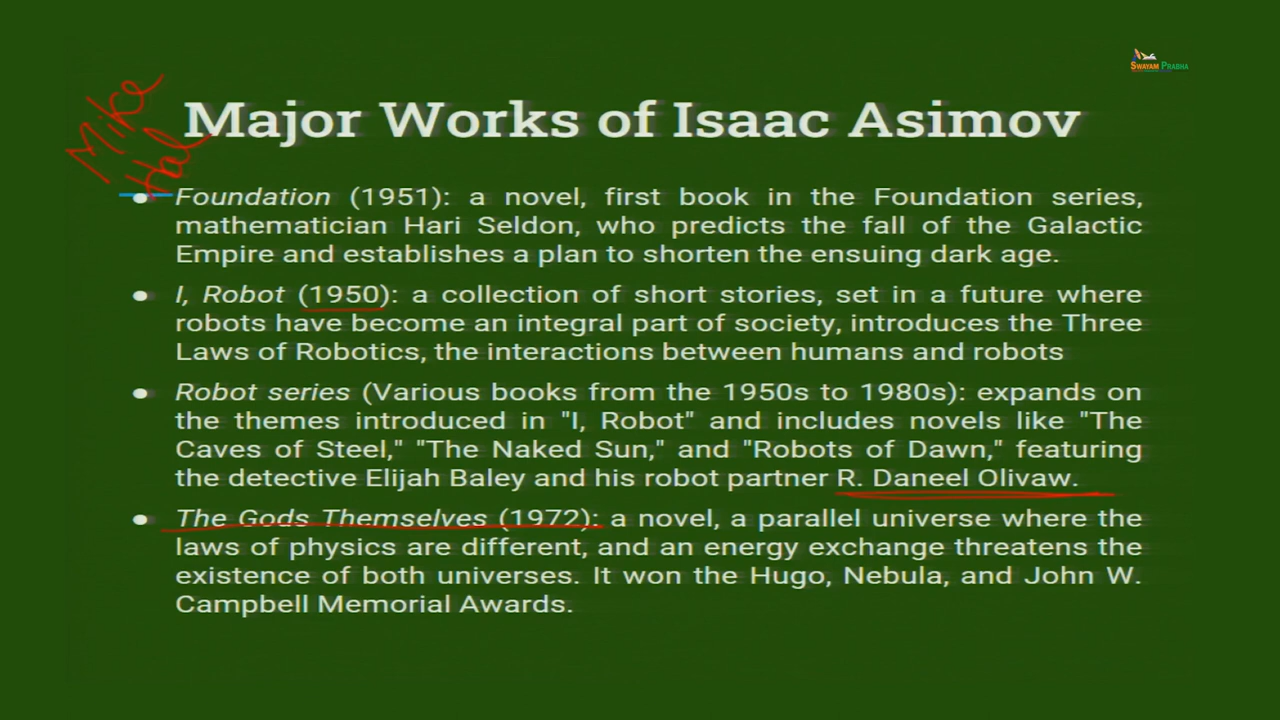 SWAYAM PRABHA
Mike
Hal
Major Works of Isaac Asimov
• Foundation (1951): a novel, first book in the Foundation series,
mathematician Hari Seldon, who predicts the fall of the Galactic
Empire and establishes a plan to shorten the ensuing dark age.
• I, Robot (1950): a collection of short stories, set in a future where
robots have become an integral part of society, introduces the Three
Laws of Robotics, the interactions between humans and robots
• Robot series (Various books from the 1950s to 1980s): expands on
the themes introduced in "I, Robot" and includes novels like "The
Caves of Steel," "The Naked Sun," and "Robots of Dawn," featuring
the detective Elijah Baley and his robot partner R. Daneel Olivaw.
• The Gods Themselves (1972): a novel, a parallel universe where the
laws of physics are different, and an energy exchange threatens the
existence of both universes. It won the Hugo, Nebula, and John W.
Campbell Memorial Awards.